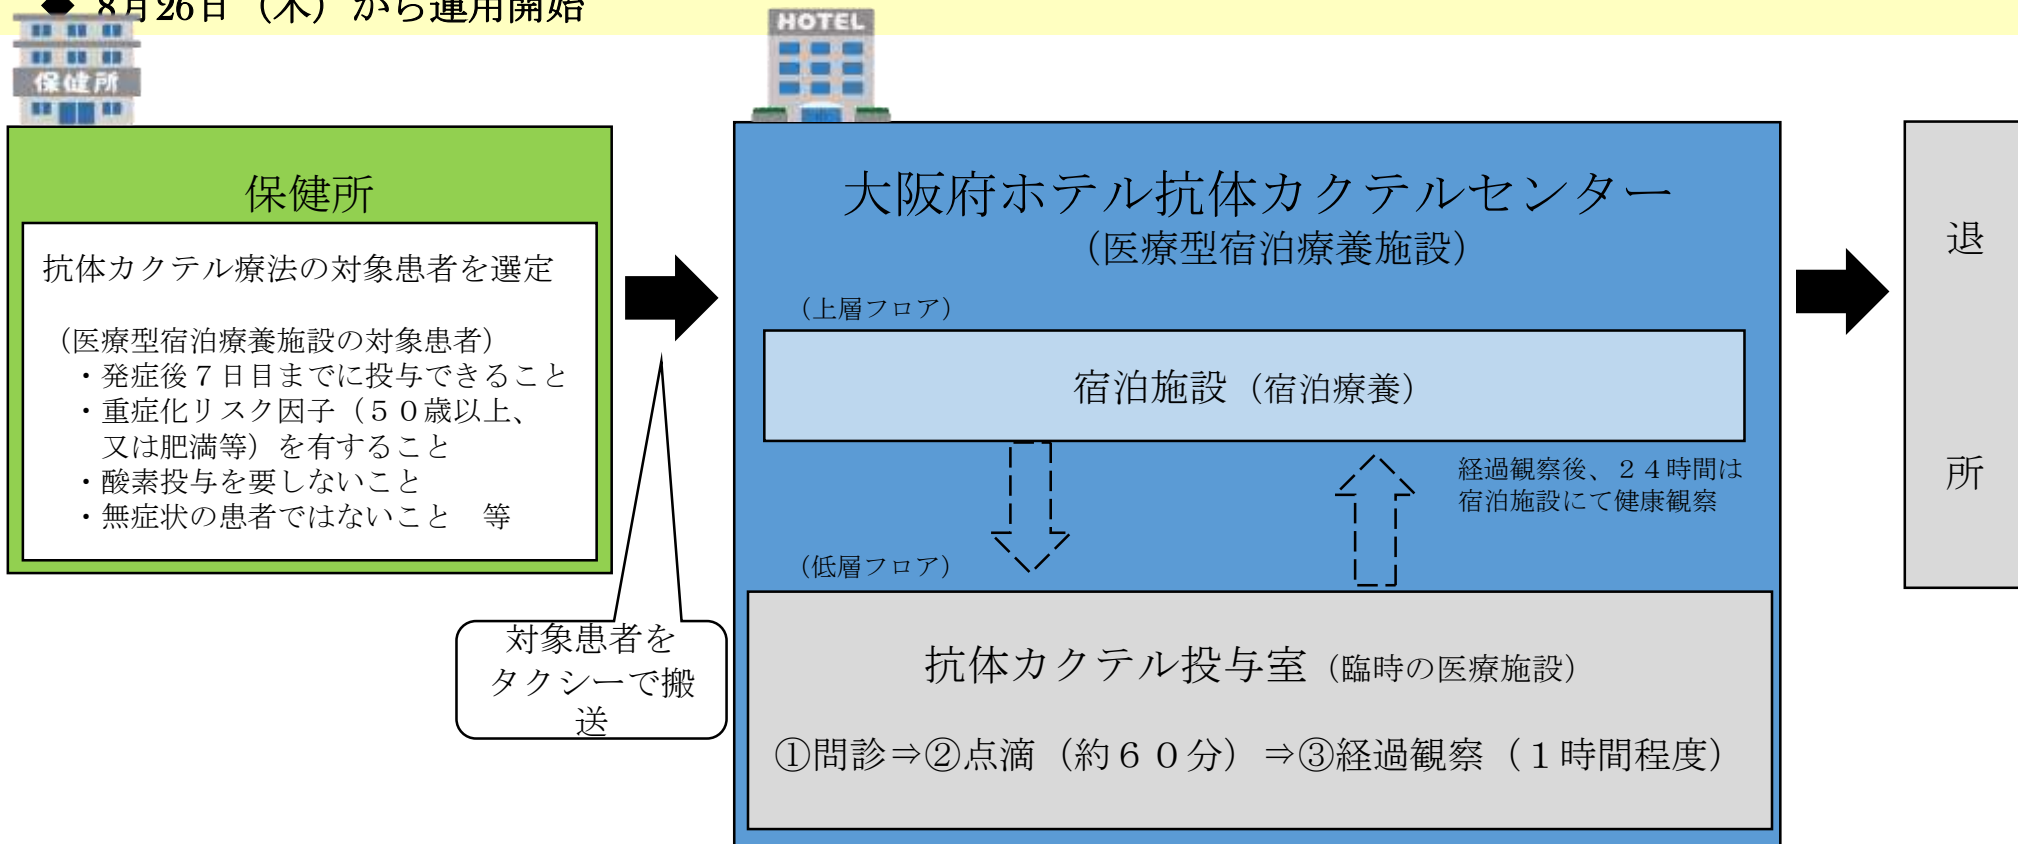 ◆ 8月26日（木）から運用開始
保健所
HOTEL
保健所
抗体カクテル療法の対象患者を選定
（医療型宿泊療養施設の対象患者）
・発症後７日目までに投与できること
・重症化リスク因子（５０歳以上、
又は肥満等）を有すること
・酸素投与を要しないこと
・無症状の患者ではないこと　等
対象患者を
タクシーで搬
送
大阪府ホテル抗体カクテルセンター
（医療型宿泊療養施設）
（上層フロア）
宿泊施設（宿泊療養）
経過観察後、２４時間は
宿泊施設にて健康観察
（低層フロア）
抗体カクテル投与室（臨時の医療施設）
①問診⇒②点滴（約６０分）⇒③経過観察（１時間程度）
退
所